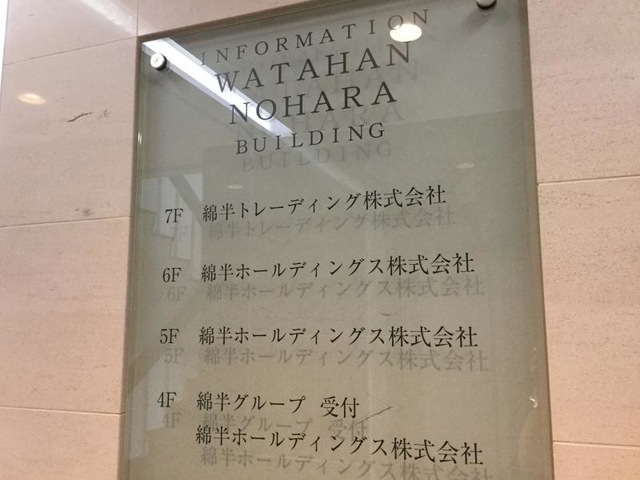 INFORMATION
WATAHAN
NOHARA
BUILDING
7F 綿半トレーディング株式会社
6F 綿半ホールディングス株式会社
5F 綿半ホールディングス株式会社
4F 綿半グループ 受付
綿半ホールディングス株式会社